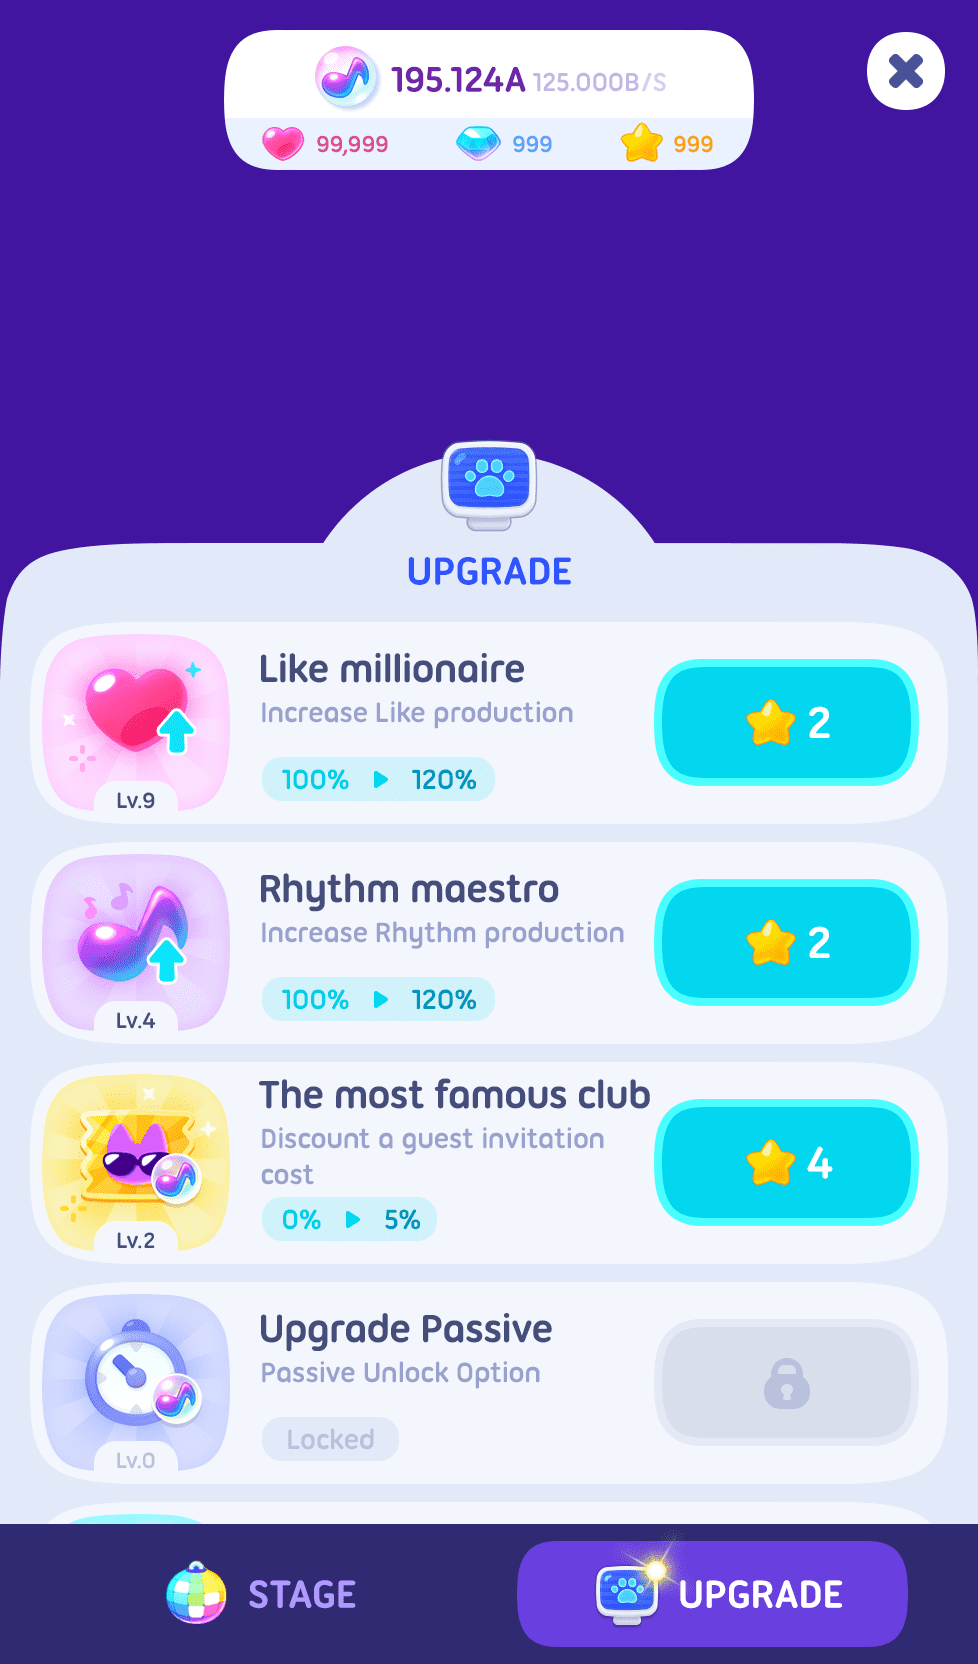 195.124A 125.000B/S
99,999 999 999
UPGRADE
Like millionaire
Increase Like production
100% 120%
Lv.9
2
Rhythm maestro
Increase Rhythm production
100% 120%
Lv.4
2
The most famous club
Discount a guest invitation
cost
0% 5%
Lv.2
4
Upgrade Passive
Passive Unlock Option
Locked
Lv.0
STAGE
UPGRADE